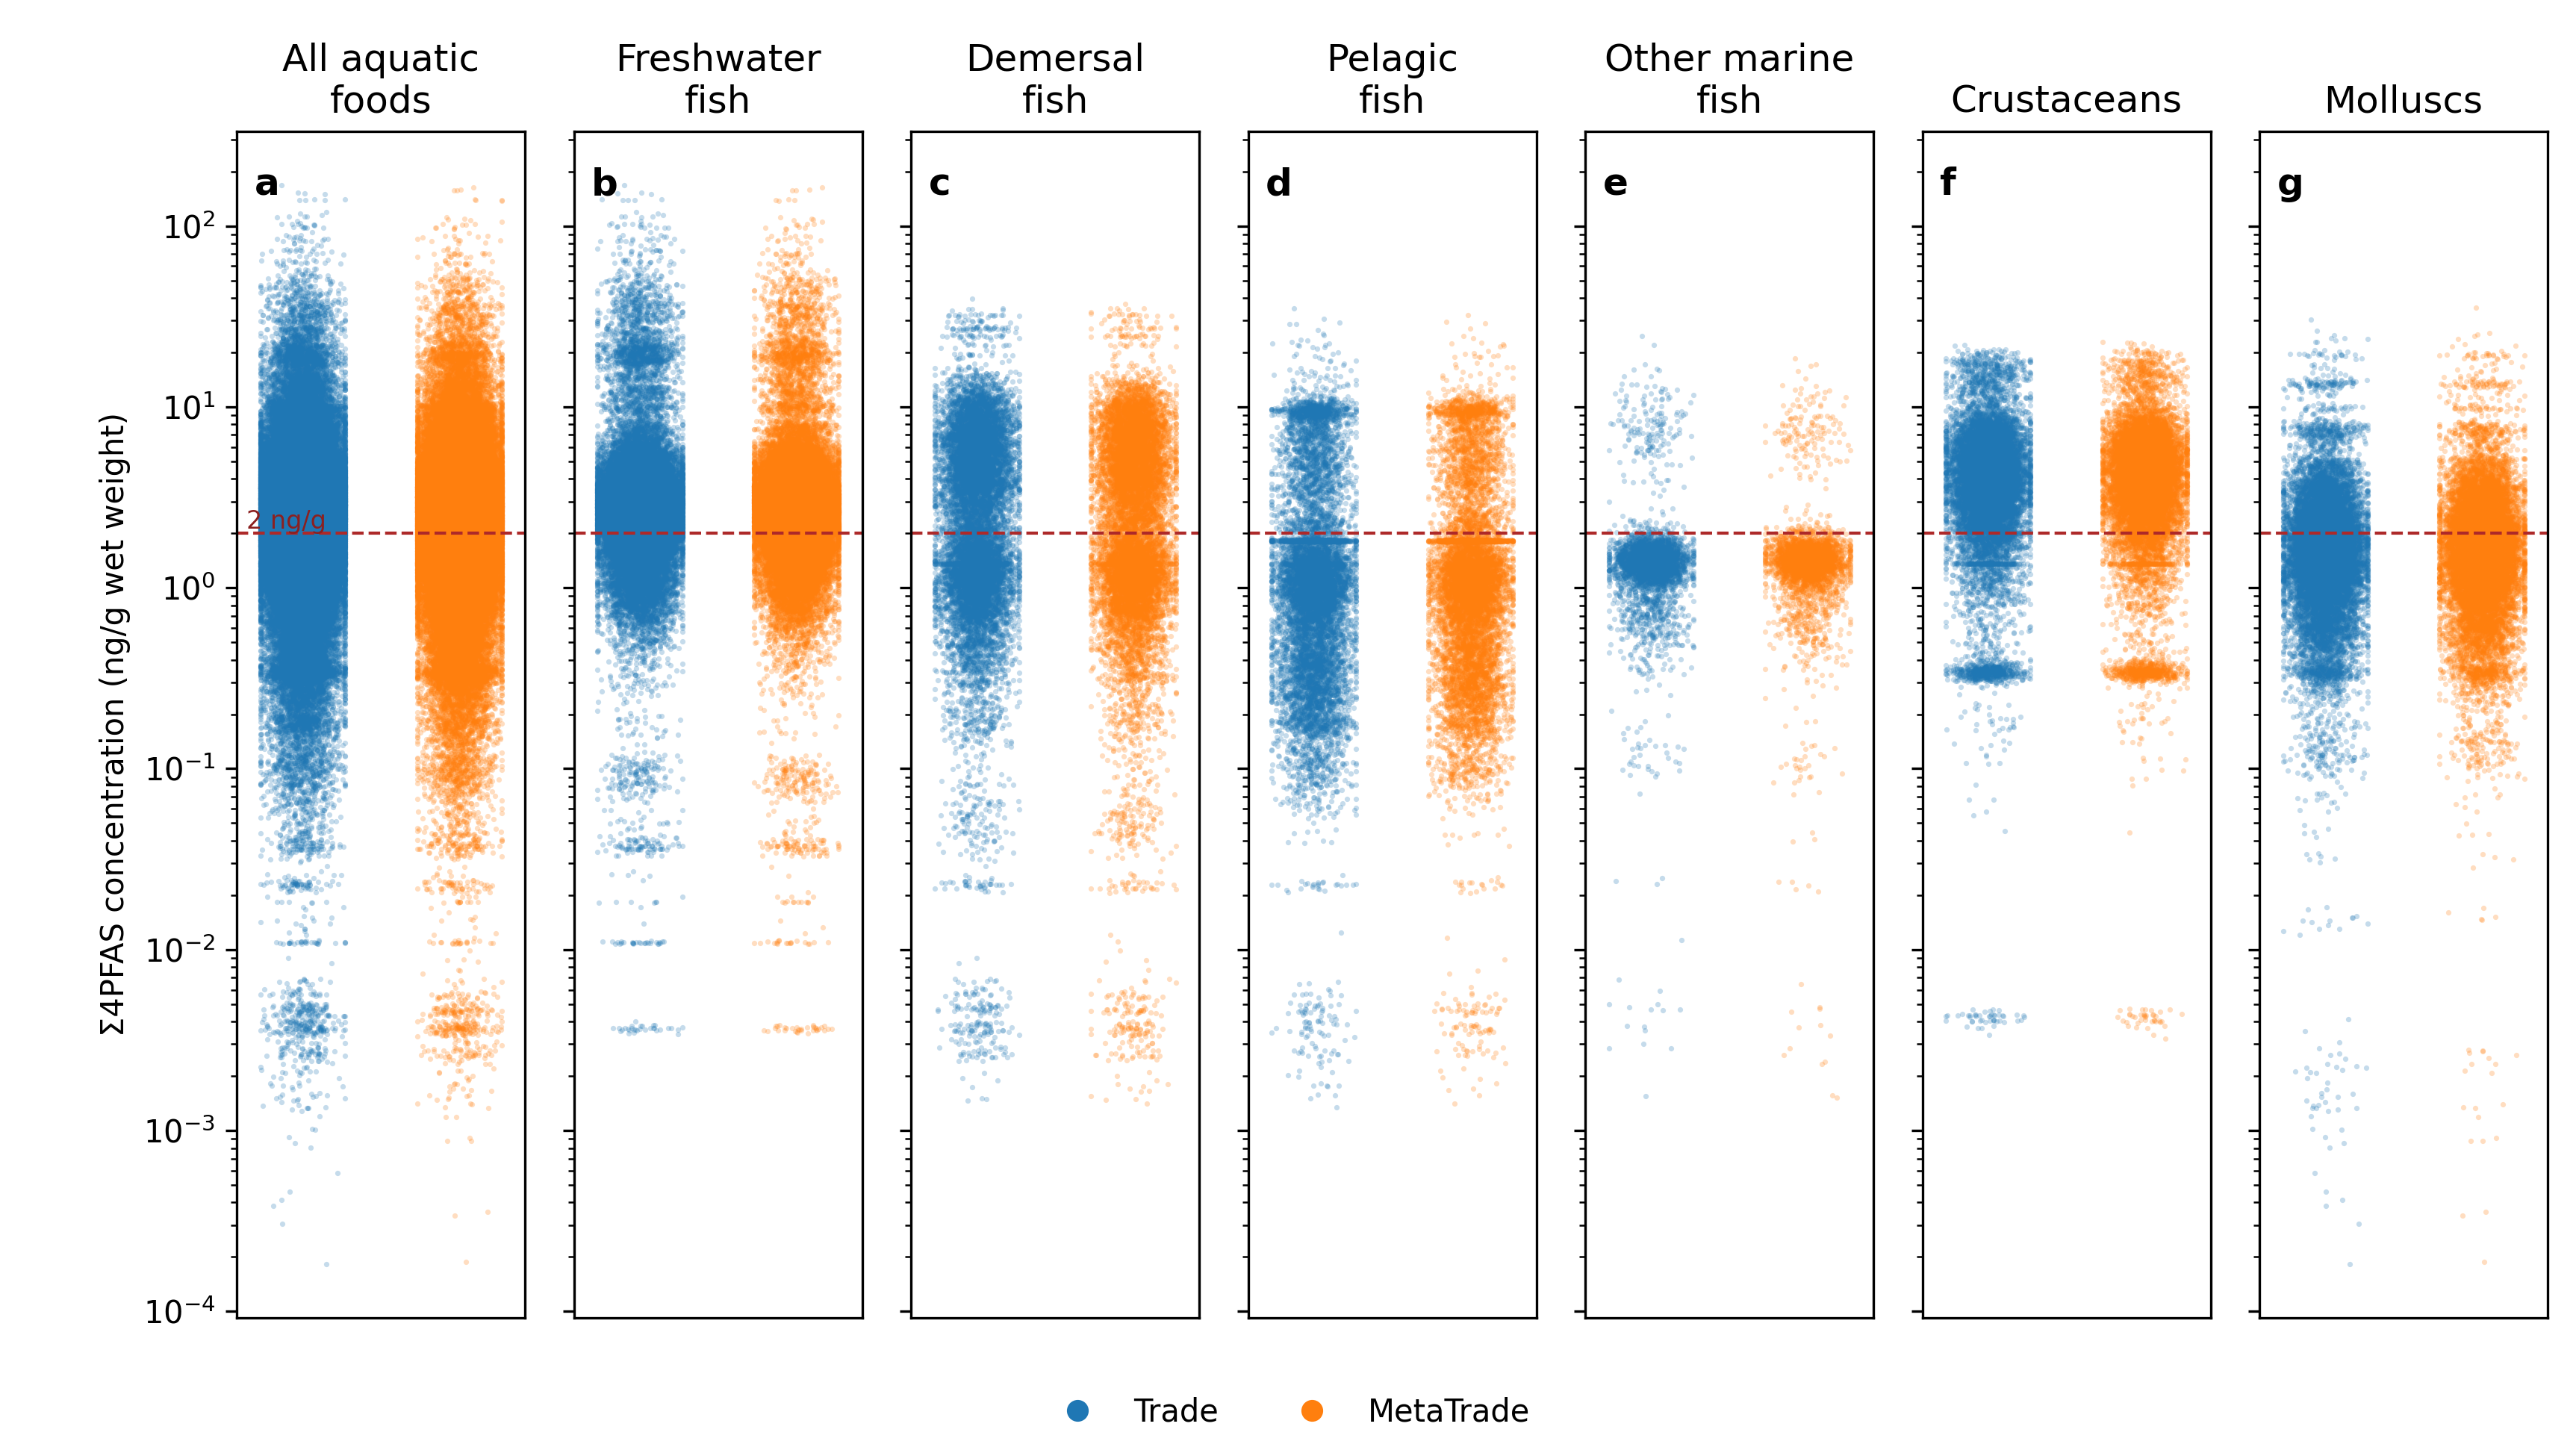 All aquatic
foods
Freshwater
fish
Demersal
fish
Pelagic
fish
Other marine
fish
Crustaceans
Molluscs
a
b
c
d
e
f
g
10²
10¹
10⁰
10⁻¹
10⁻²
10⁻³
10⁻⁴
Σ4PFAS concentration (ng/g wet weight)
2 ng/g
Trade
MetaTrade